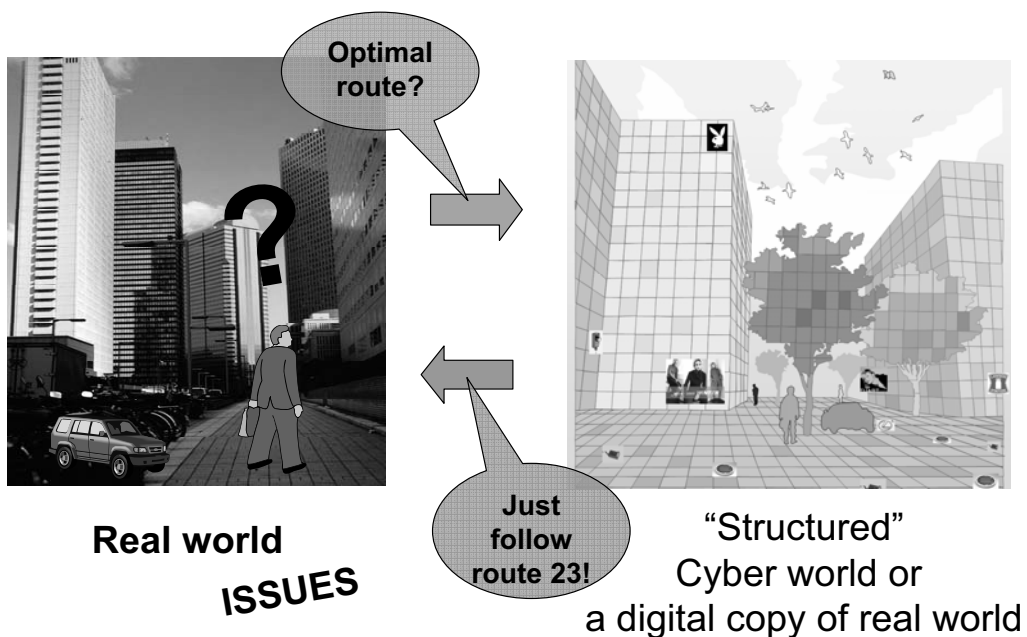 Optimal
route?
?
Just
follow
route 23!
Real world
ISSUES
“Structured”
Cyber world or
a digital copy of real world